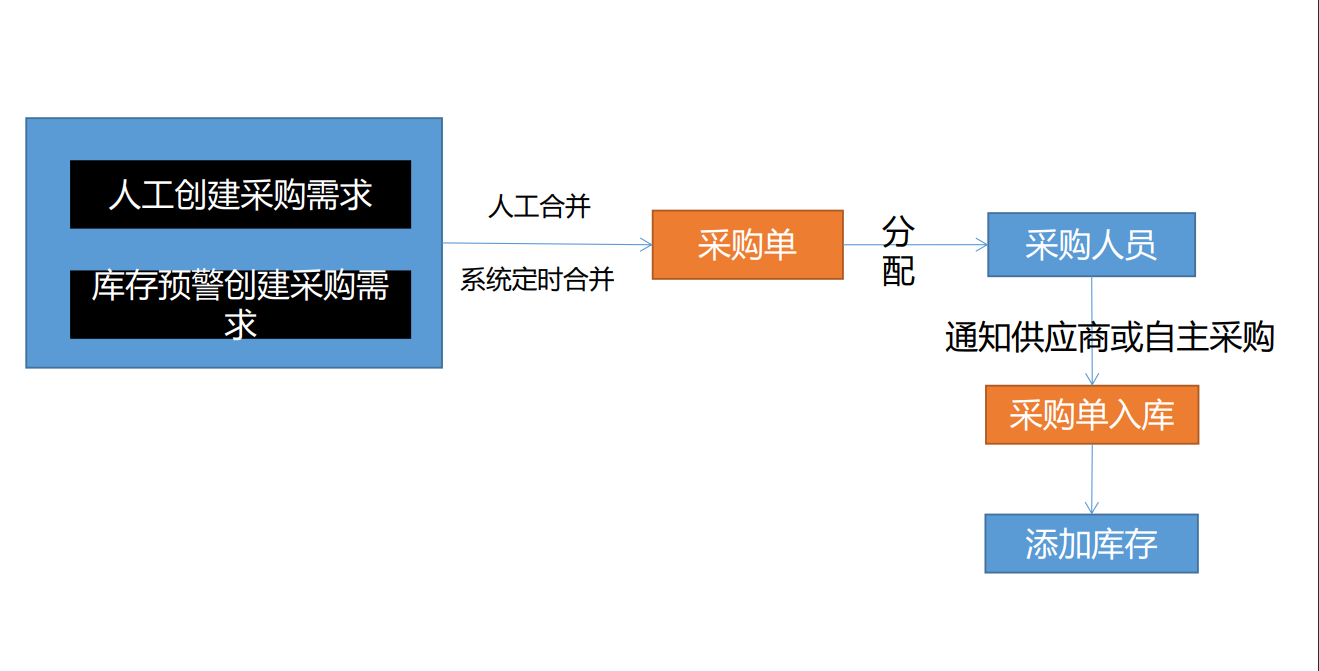 人工创建采购需求
库存预警创建采购需
求
人工合并
系统定时合并
采购单
分
配
采购人员
通知供应商或自主采购
采购单入库
添加库存